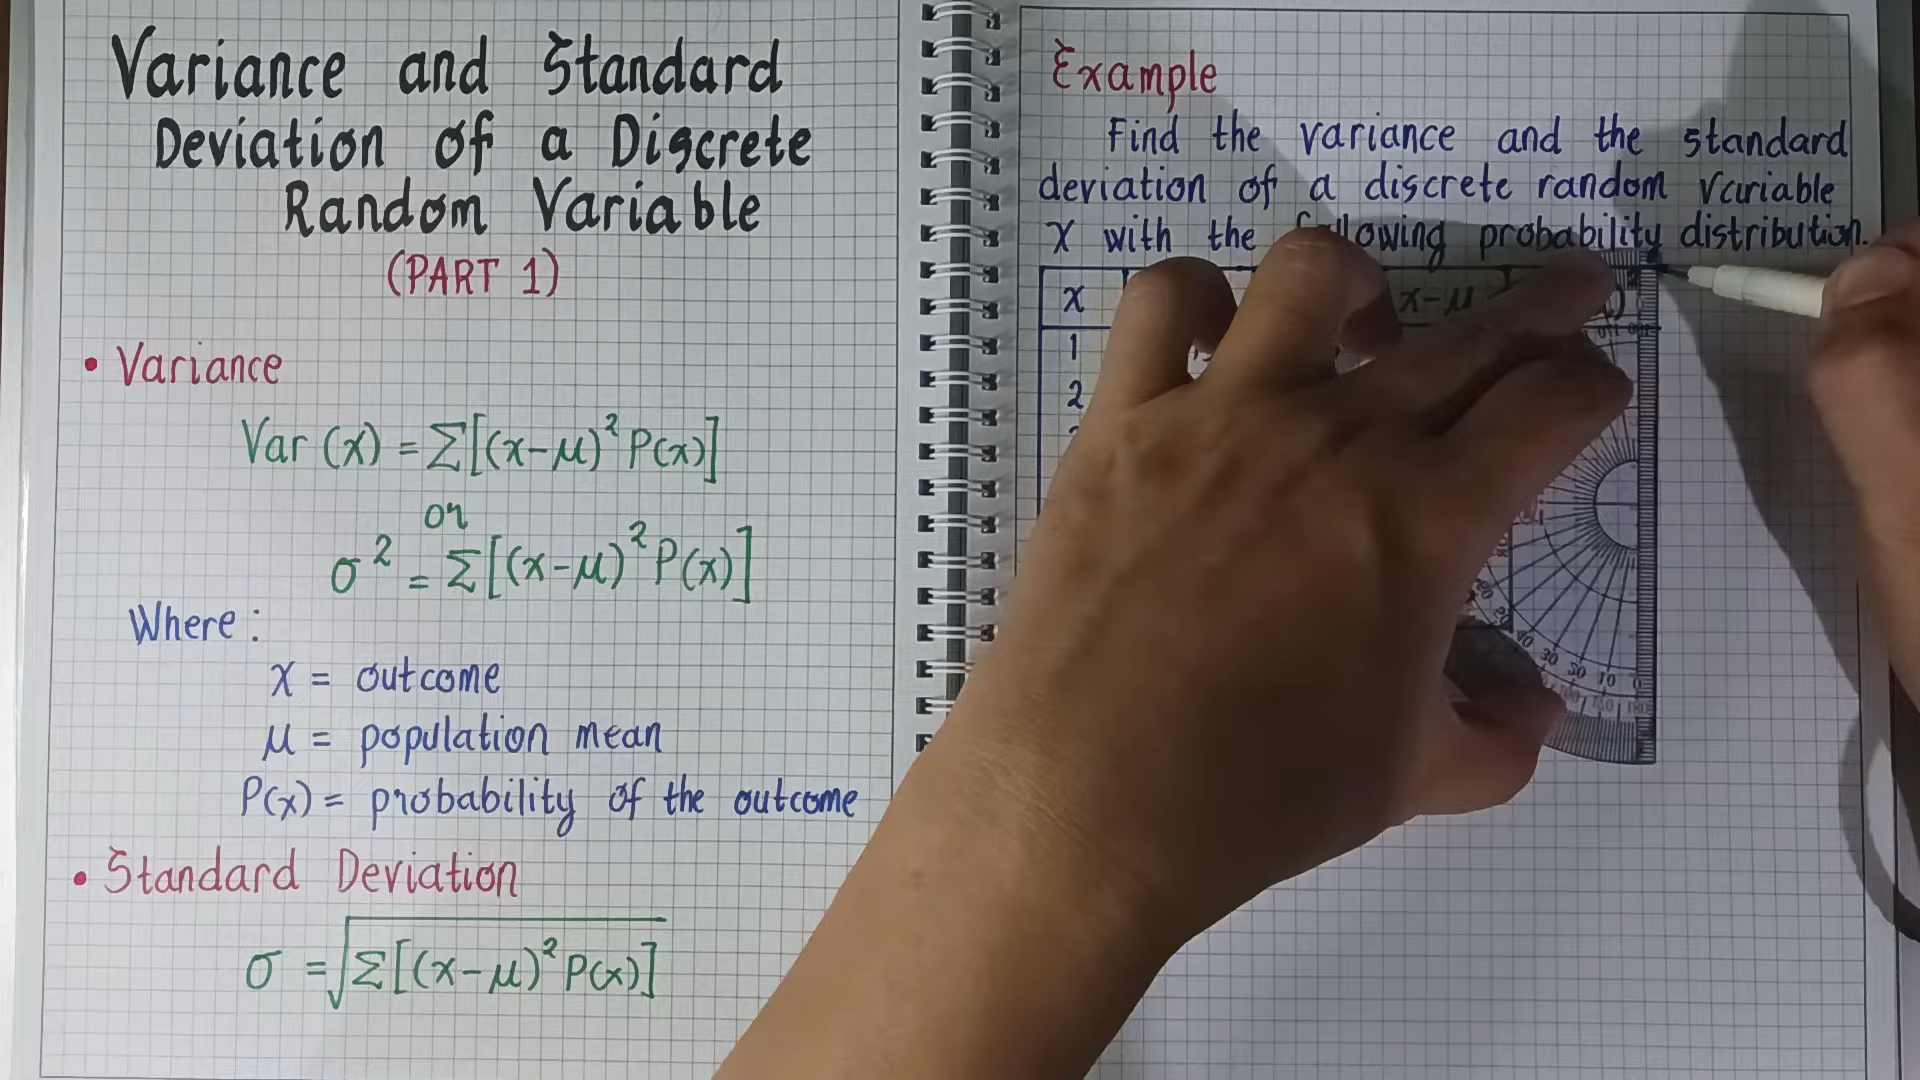 Variance and Standard
Deviation of a Discrete
Random Variable
(PART 1)
• Variance
Var (x) = Σ[(x-μ)²P(x)]
or
σ² = Σ[(x-μ)²P(x)]
Where:
x = outcome
μ = population mean
P(x) = probability of the outcome
• Standard Deviation
σ = √Σ[(x-μ)²P(x)]
Example
Find the variance and the standard
deviation of a discrete random variable
X with the following probability distribution.
x x-μ
1
2